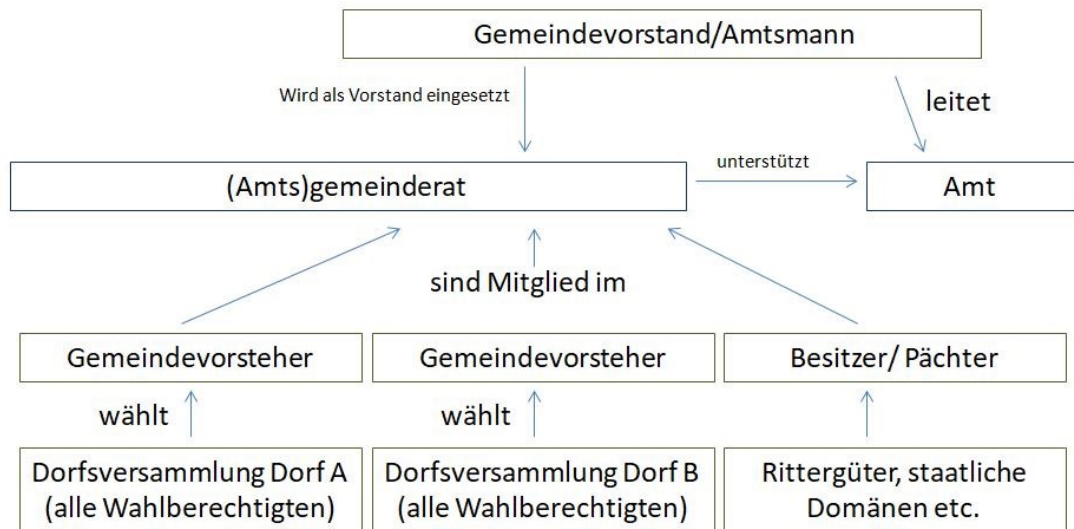 Gemeindevorstand/Amtsmann
Wird als Vorstand eingesetzt
leitet
(Amts)gemeinderat
unterstützt
Amt
sind Mitglied im
Gemeindevorsteher
Gemeindevorsteher
Besitzer/ Pächter
wählt
wählt
Dorfsversammlung Dorf A
(alle Wahlberechtigten)
Dorfsversammlung Dorf B
(alle Wahlberechtigten)
Rittergüter, staatliche
Domänen etc.